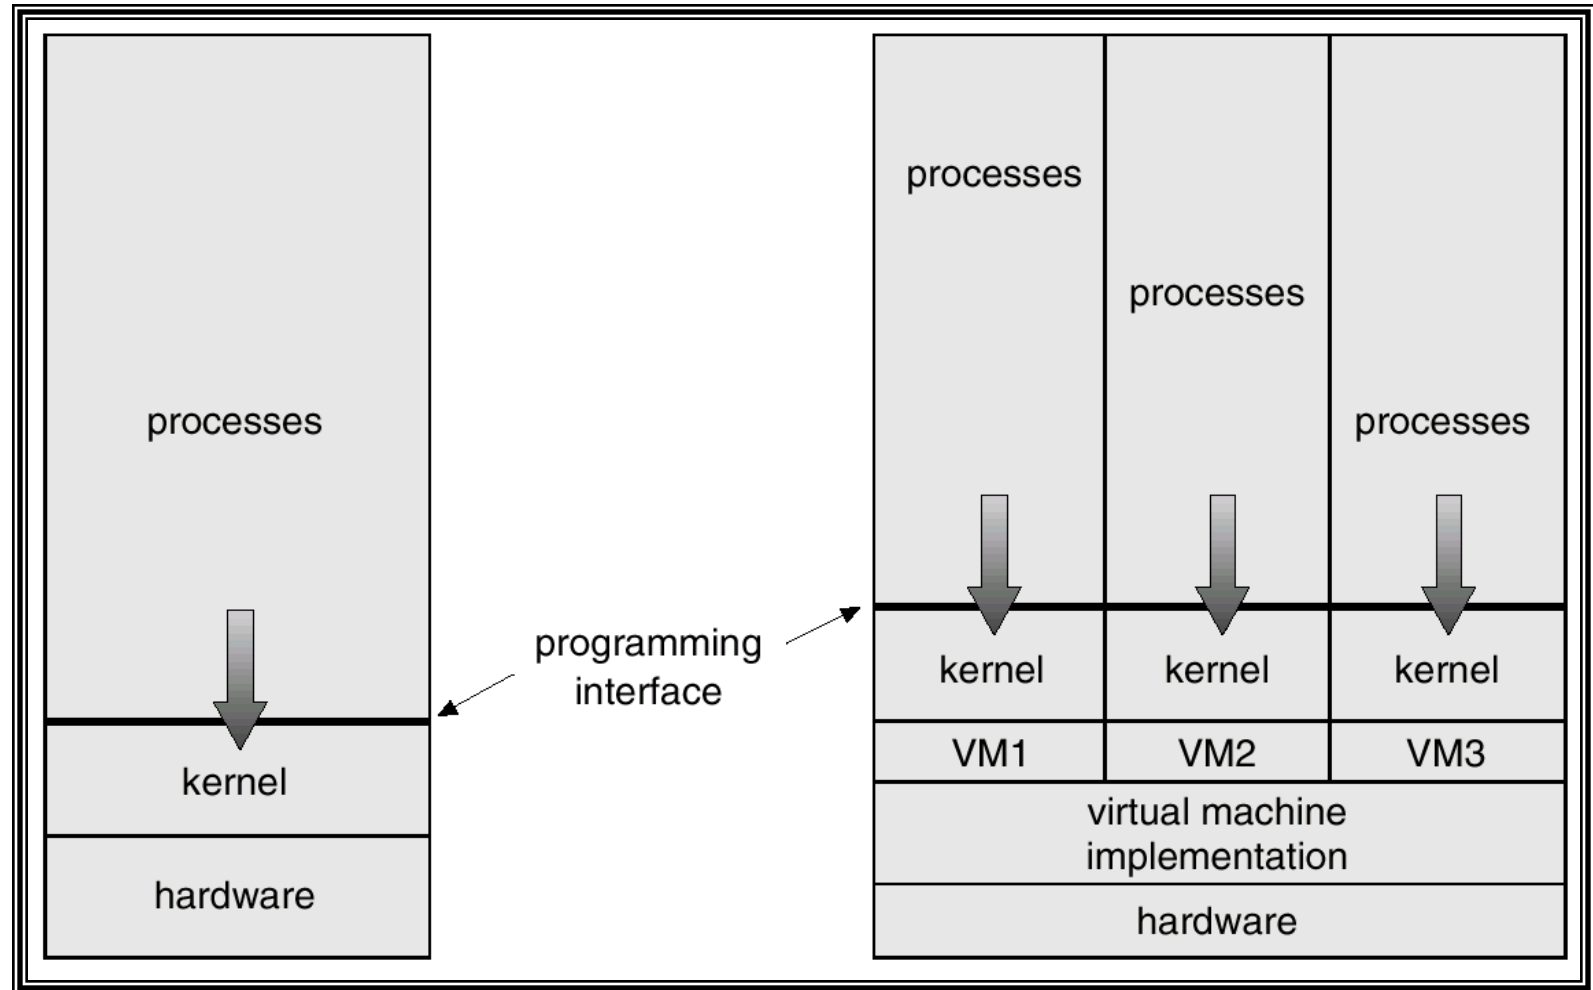 processes
kernel
hardware
programming
interface
processes
processes
processes
kernel
kernel
kernel
VM1
VM2
VM3
virtual machine
implementation
hardware